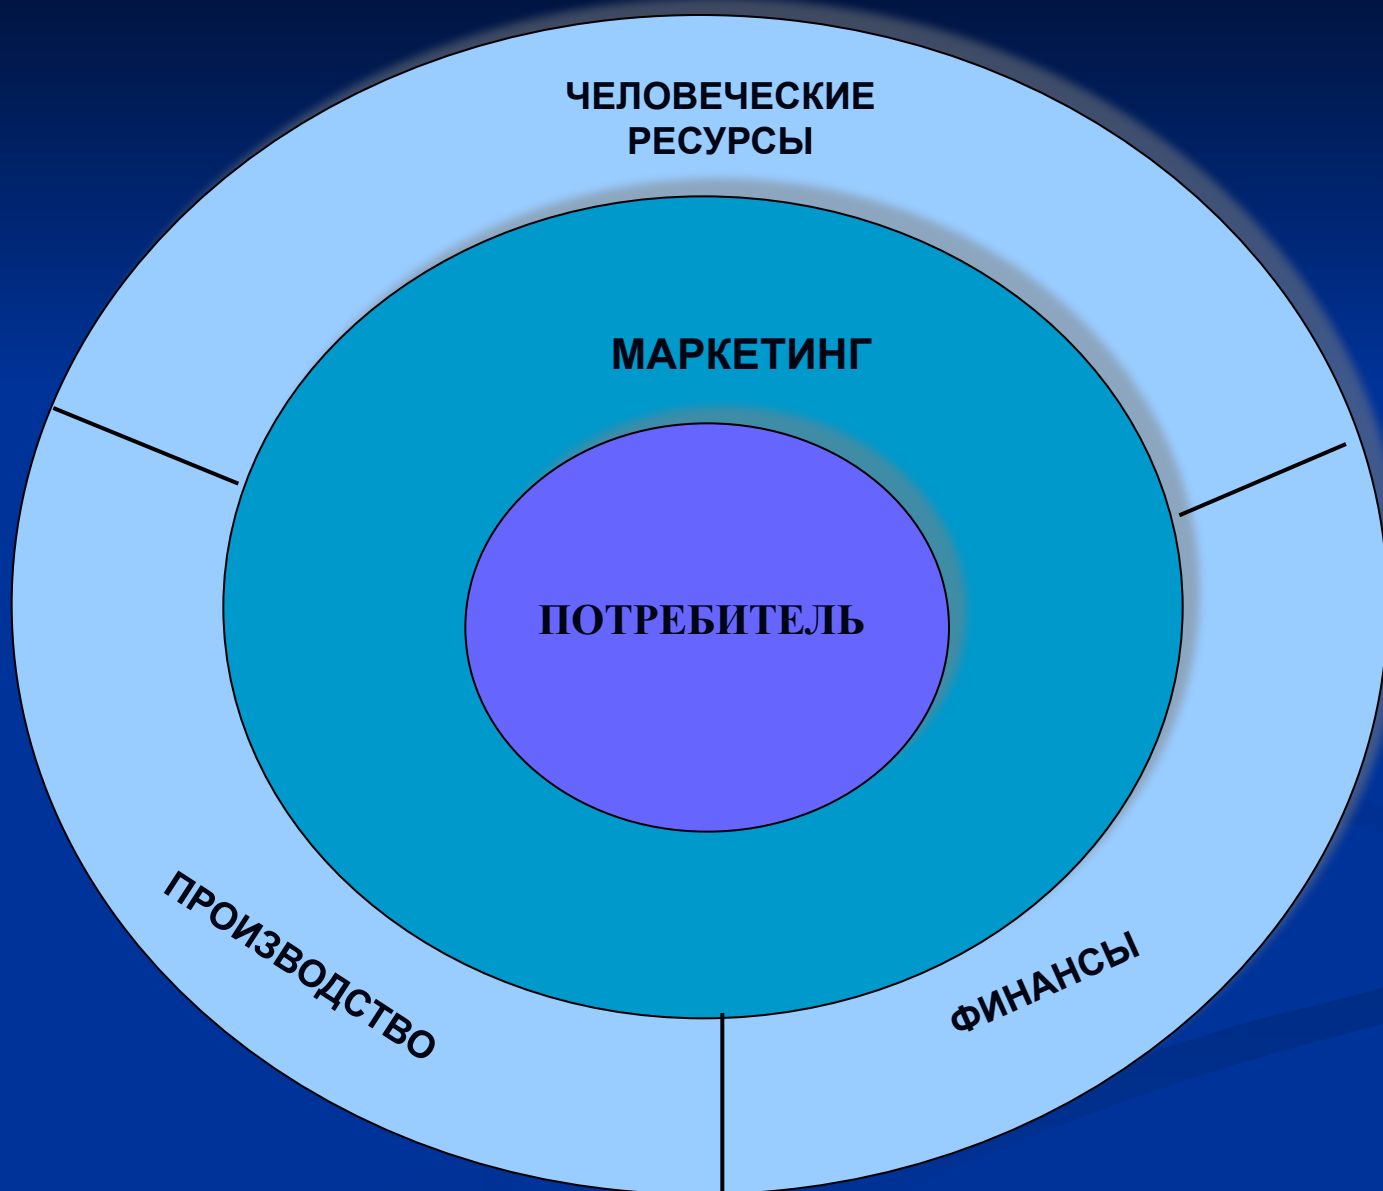 ЧЕЛОВЕЧЕСКИЕ
РЕСУРСЫ
МАРКЕТИНГ
ПОТРЕБИТЕЛЬ
ПРОИЗВОДСТВО
ФИНАНСЫ